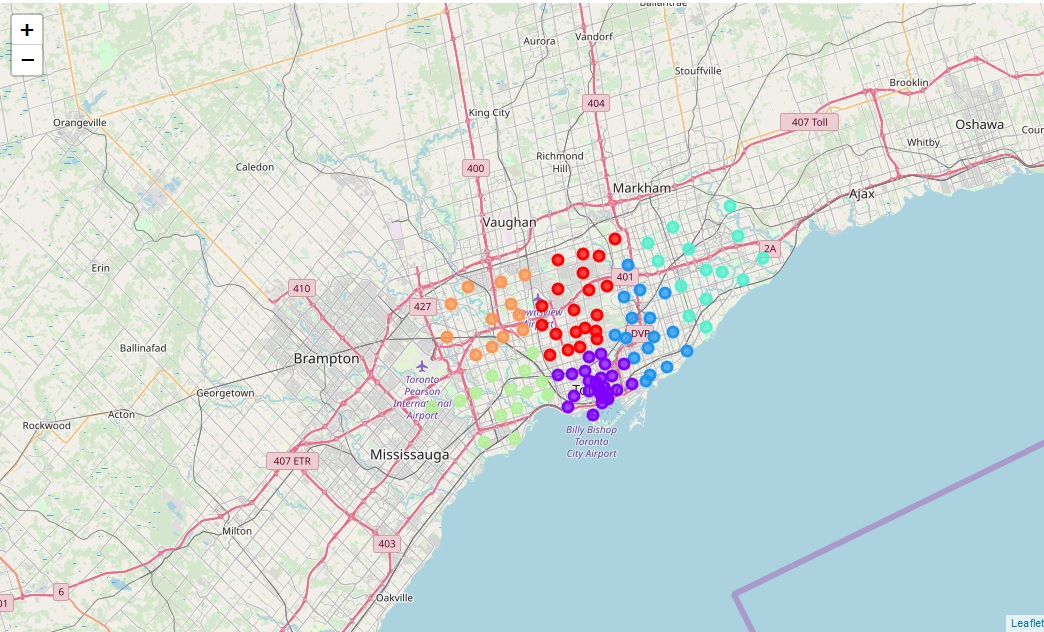 +
−
Ballantrae
Aurora
Vandorf
Stouffville
Brooklin
404
Orangeville
King City
407 Toll
Oshawa
Whitby
Caledon
400
Richmond
Hill
Markham
Ajax
Vaughan
2A
Erin
410
401
427
DVP
Ballinafad
Brampton
Toronto
Pearson
International
Airport
Georgetown
Acton
Rockwood
Billy Bishop
Toronto
City Airport
Mississauga
407 ETR
Milton
403
6
01
Oakville
Leaflet